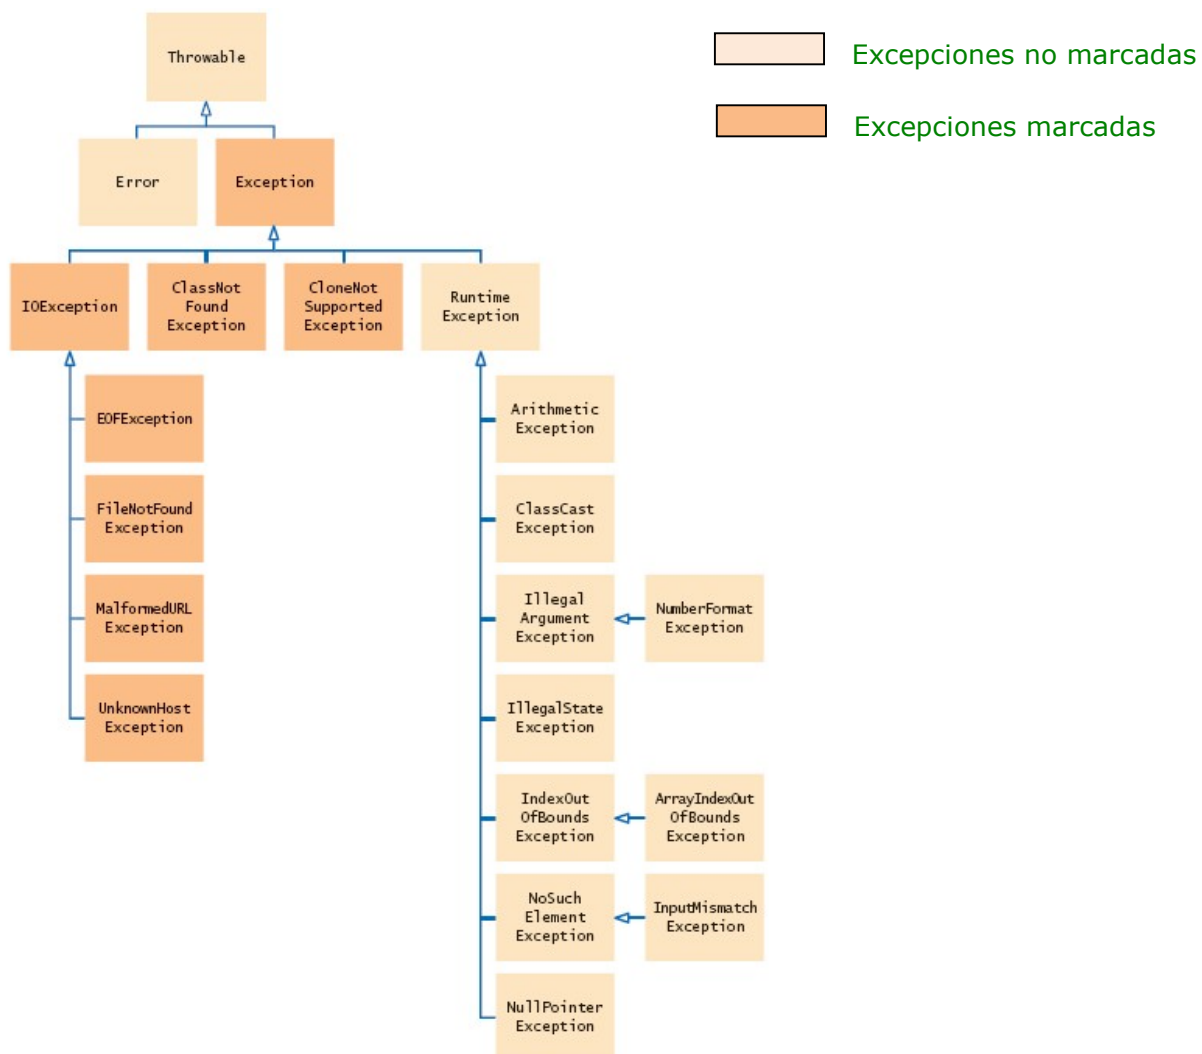 Throwable
Excepciones no marcadas
Excepciones marcadas
Error
Exception
IOException
ClassNot
Found
Exception
CloneNot
Supported
Exception
Runtime
Exception
EOFException
FileNotFound
Exception
MalformedURL
Exception
UnknownHost
Exception
Arithmetic
Exception
ClassCast
Exception
Illegal
Argument
Exception
NumberFormat
Exception
IllegalState
Exception
IndexOut
OfBounds
Exception
ArrayIndexOut
OfBounds
Exception
NoSuch
Element
Exception
InputMismatch
Exception
NullPointer
Exception